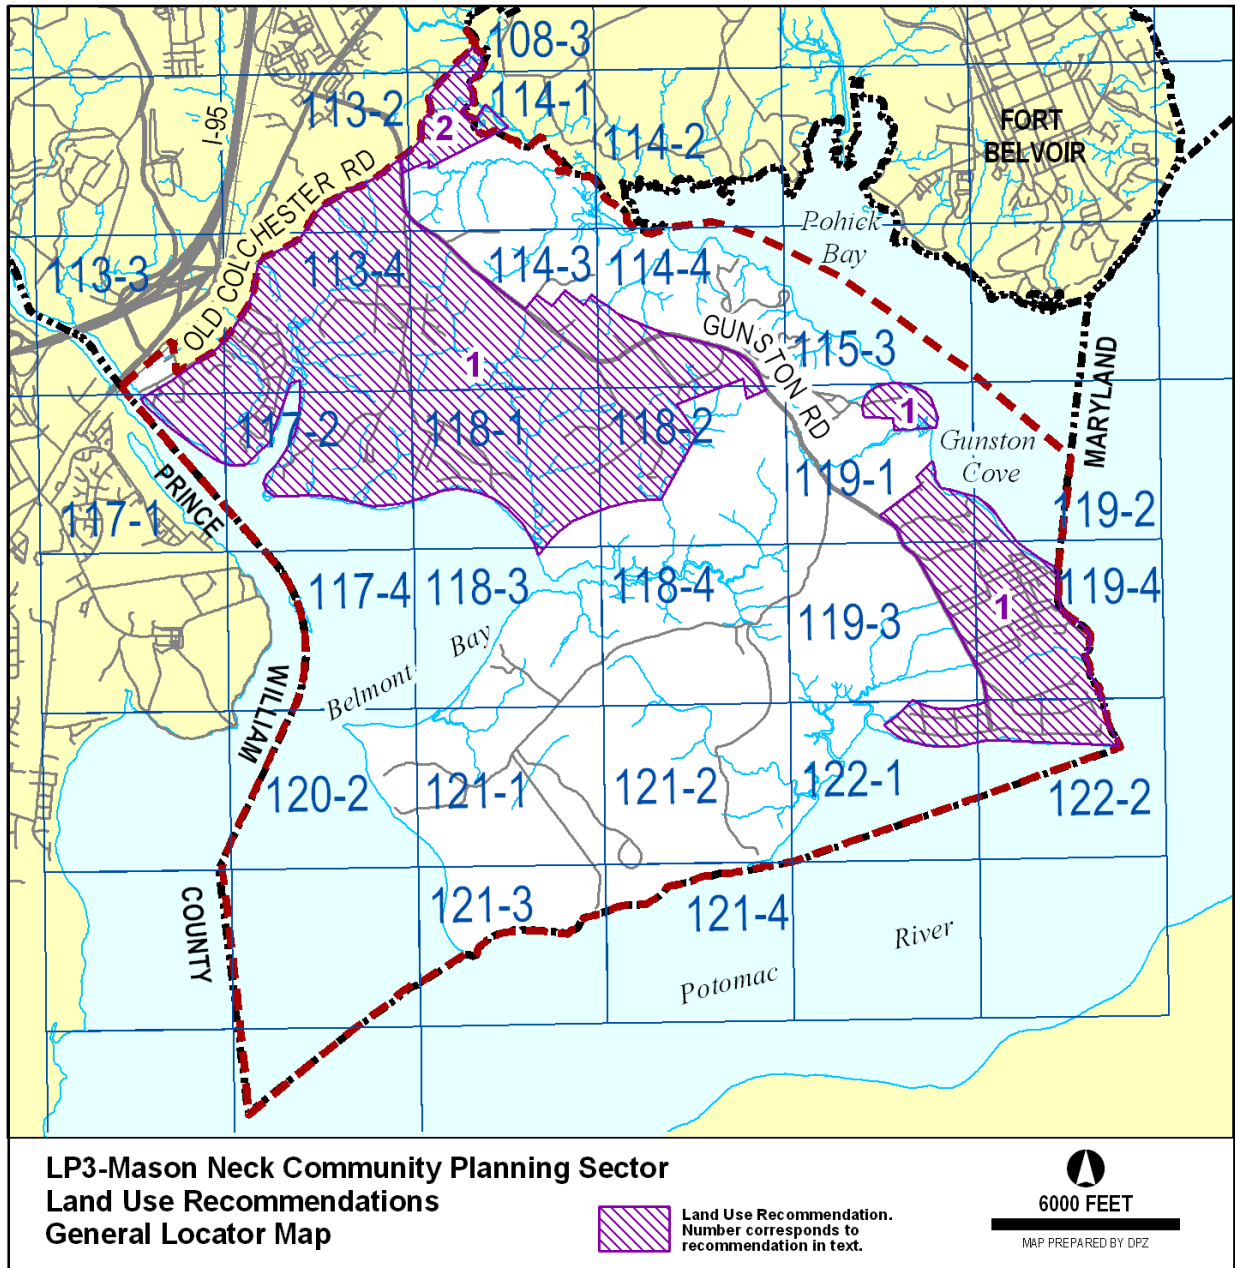 108-3
113-2
114-1
I-95
2
114-2
FORT
BELVOIR
OLD COLCHESTER RD
Pohick
Bay
113-3
113-4
114-3
114-4
GUNSTON RD
115-3
MARYLAND
1
1
117-2
118-1
118-2
Gunston
Cove
119-1
117-1
PRINCE
119-2
117-4
118-3
118-4
119-4
1
119-3
Belmont
Bay
WILLIAM
120-2
121-1
121-2
122-1
122-2
COUNTY
121-3
121-4
River
Potomac
LP3-Mason Neck Community Planning Sector
Land Use Recommendations
General Locator Map
Land Use Recommendation.
Number corresponds to
recommendation in text.
6000 FEET
MAP PREPARED BY DPZ